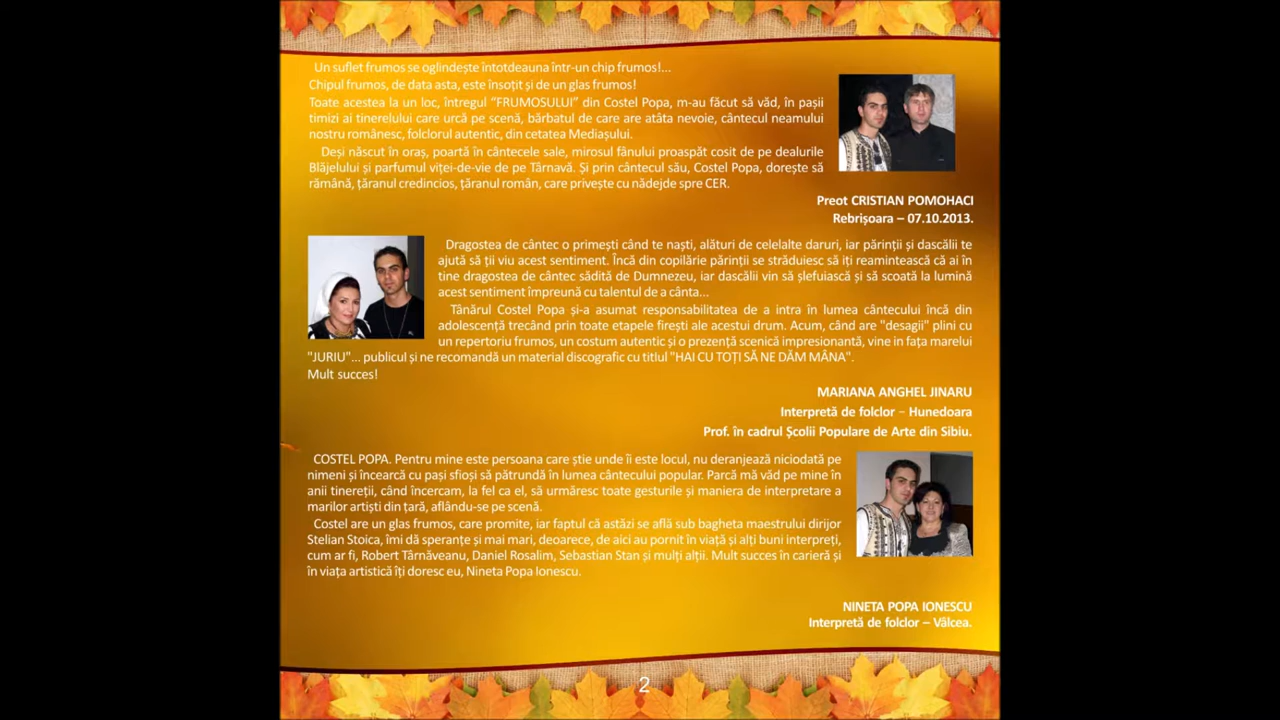 Un suflet frumos se oglindește întotdeauna într-un chip frumos!...
Chipul frumos, de data asta, este însoțit și de un glas frumos!
Toate acestea la un loc, întregul “FRUMOSULUI” din Costel Popa, m-au făcut să văd, în pașii
timizi ai tinerelului care urcă pe scenă, bărbatul de care are atâta nevoie, cântecul neamului
nostru românesc, folclorul autentic, din cetatea Mediașului.
Deși născut în oraș, poartă în cântecele sale, mirosul fânului proaspăt cosit de pe dealurile
Blăjelului și parfumul viței-de-vie de pe Târnavă. Și prin cântecul său, Costel Popa, dorește să
rămână, țăranul credincios, țăranul român, care privește cu nădejde spre CER.
Preot CRISTIAN POMOHACI
Rebrișoara – 07.10.2013.
Dragostea de cântec o primești când te naști, alături de celelalte daruri, iar părinții și dascălii te
ajută să ții viu acest sentiment. Încă din copilărie părinții se străduiesc să iți reamintească că ai în
tine dragostea de cântec sădită de Dumnezeu, iar dascălii vin să șlefuiască și să scoată la lumină
acest sentiment împreună cu talentul de a cânta...
Tânărul Costel Popa și-a asumat responsabilitatea de a intra în lumea cântecului încă din
adolescență trecând prin toate etapele firești ale acestui drum. Acum, când are "desagii" plini cu
un repertoriu frumos, un costum autentic și o prezență scenică impresionantă, vine in fața marelui
"JURIU"... publicul și ne recomandă un material discografic cu titlul "HAI CU TOȚI SĂ NE DĂM MÂNA".
Mult succes!
MARIANA ANGHEL JINARU
Interpretă de folclor – Hunedoara
Prof. în cadrul Școlii Populare de Arte din Sibiu.
COSTEL POPA. Pentru mine este persoana care știe unde îi este locul, nu deranjează niciodată pe
nimeni și încearcă cu pași sfioși să pătrundă în lumea cântecului popular. Parcă mă văd pe mine în
anii tinereții, când încercam, la fel ca el, să urmăresc toate gesturile și maniera de interpretare a
marilor artiști din țară, aflându-se pe scenă.
Costel are un glas frumos, care promite, iar faptul că astăzi se află sub bagheta maestrului dirijor
Stelian Stoica, îmi dă speranțe și mai mari, deoarece, de aici au pornit în viață și alți buni interpreți,
cum ar fi, Robert Târnăveanu, Daniel Rosalim, Sebastian Stan și mulți alții. Mult succes în carieră și
în viața artistică îți doresc eu, Nineta Popa Ionescu.
NINETA POPA IONESCU
Interpretă de folclor – Vâlcea.
2